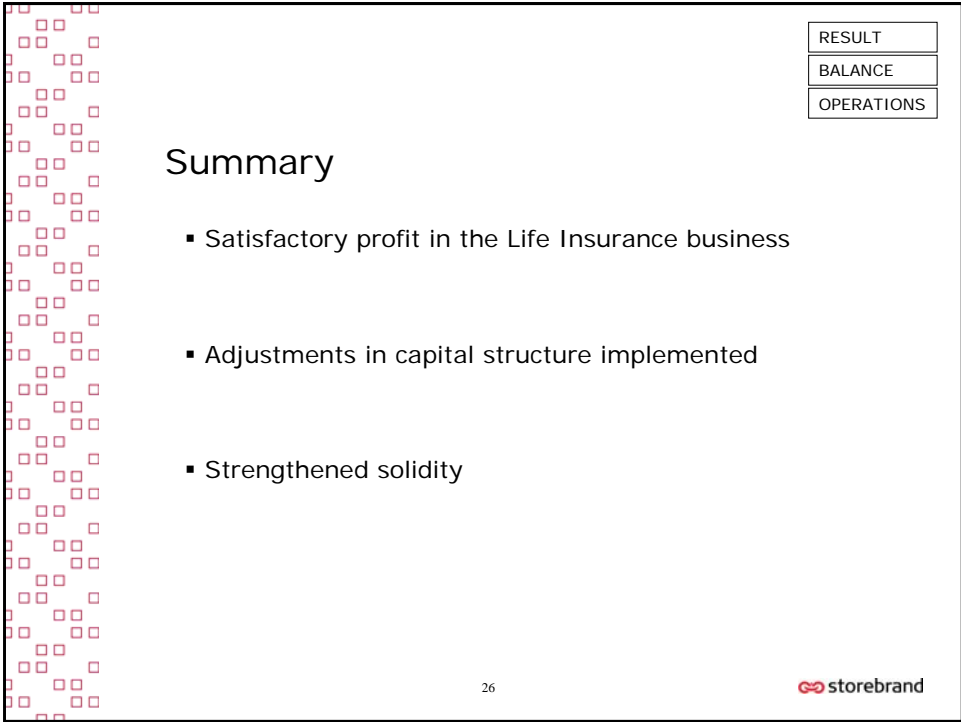 RESULT
BALANCE
OPERATIONS
Summary
▪ Satisfactory profit in the Life Insurance business
▪ Adjustments in capital structure implemented
▪ Strengthened solidity
26
storebrand